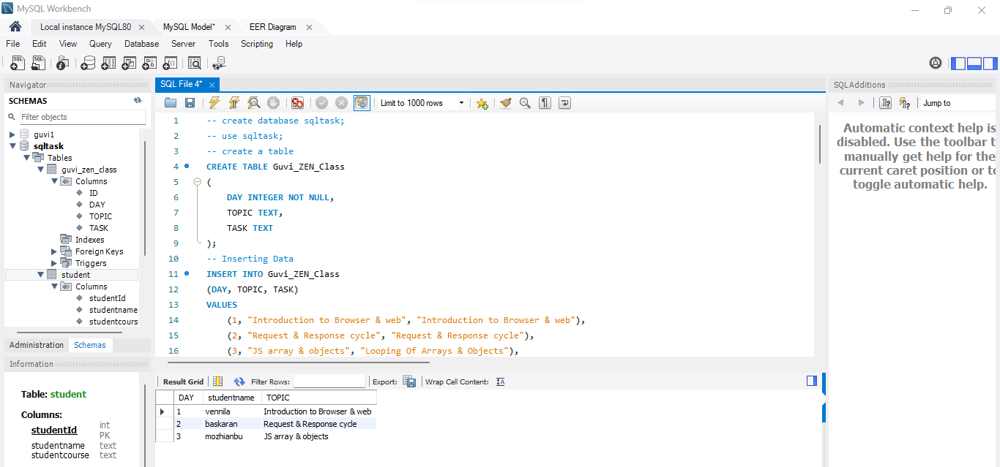 MySQL Workbench
Local instance MySQL80 MySQL Model* EER Diagram
File Edit View Query Database Server Tools Scripting Help
Navigator
SCHEMAS
Filter objects
guvi1
sqltask
Tables
guvi_zen_class
Columns
ID
DAY
TOPIC
TASK
Indexes
Foreign Keys
Triggers
student
Columns
studentId
studentname
studentcours
Administration Schemas
Information
Table: student
Columns:
studentId int
PK
studentname text
studentcourse text
SQL File 4*
Limit to 1000 rows
1 -- create database sqltask;
2 -- use sqltask;
3 -- create a table
4 CREATE TABLE Guvi_ZEN_Class
5 (
6 DAY INTEGER NOT NULL,
7 TOPIC TEXT,
8 TASK TEXT
9 );
10 -- Inserting Data
11 INSERT INTO Guvi_ZEN_Class
12 (DAY, TOPIC, TASK)
13 VALUES
14 (1, "Introduction to Browser & web", "Introduction to Browser & web"),
15 (2, "Request & Response cycle", "Request & Response cycle"),
16 (3, "JS array & objects", "Looping Of Arrays & Objects"),
Result Grid Filter Rows: Export: Wrap Cell Content:
DAY studentname TOPIC
1 vennila Introduction to Browser & web
2 baskaran Request & Response cycle
3 mozhianbu JS array & objects
SQLAdditions
Jump to
Automatic context help is
disabled. Use the toolbar t
manually get help for the
current caret position or to
toggle automatic help.